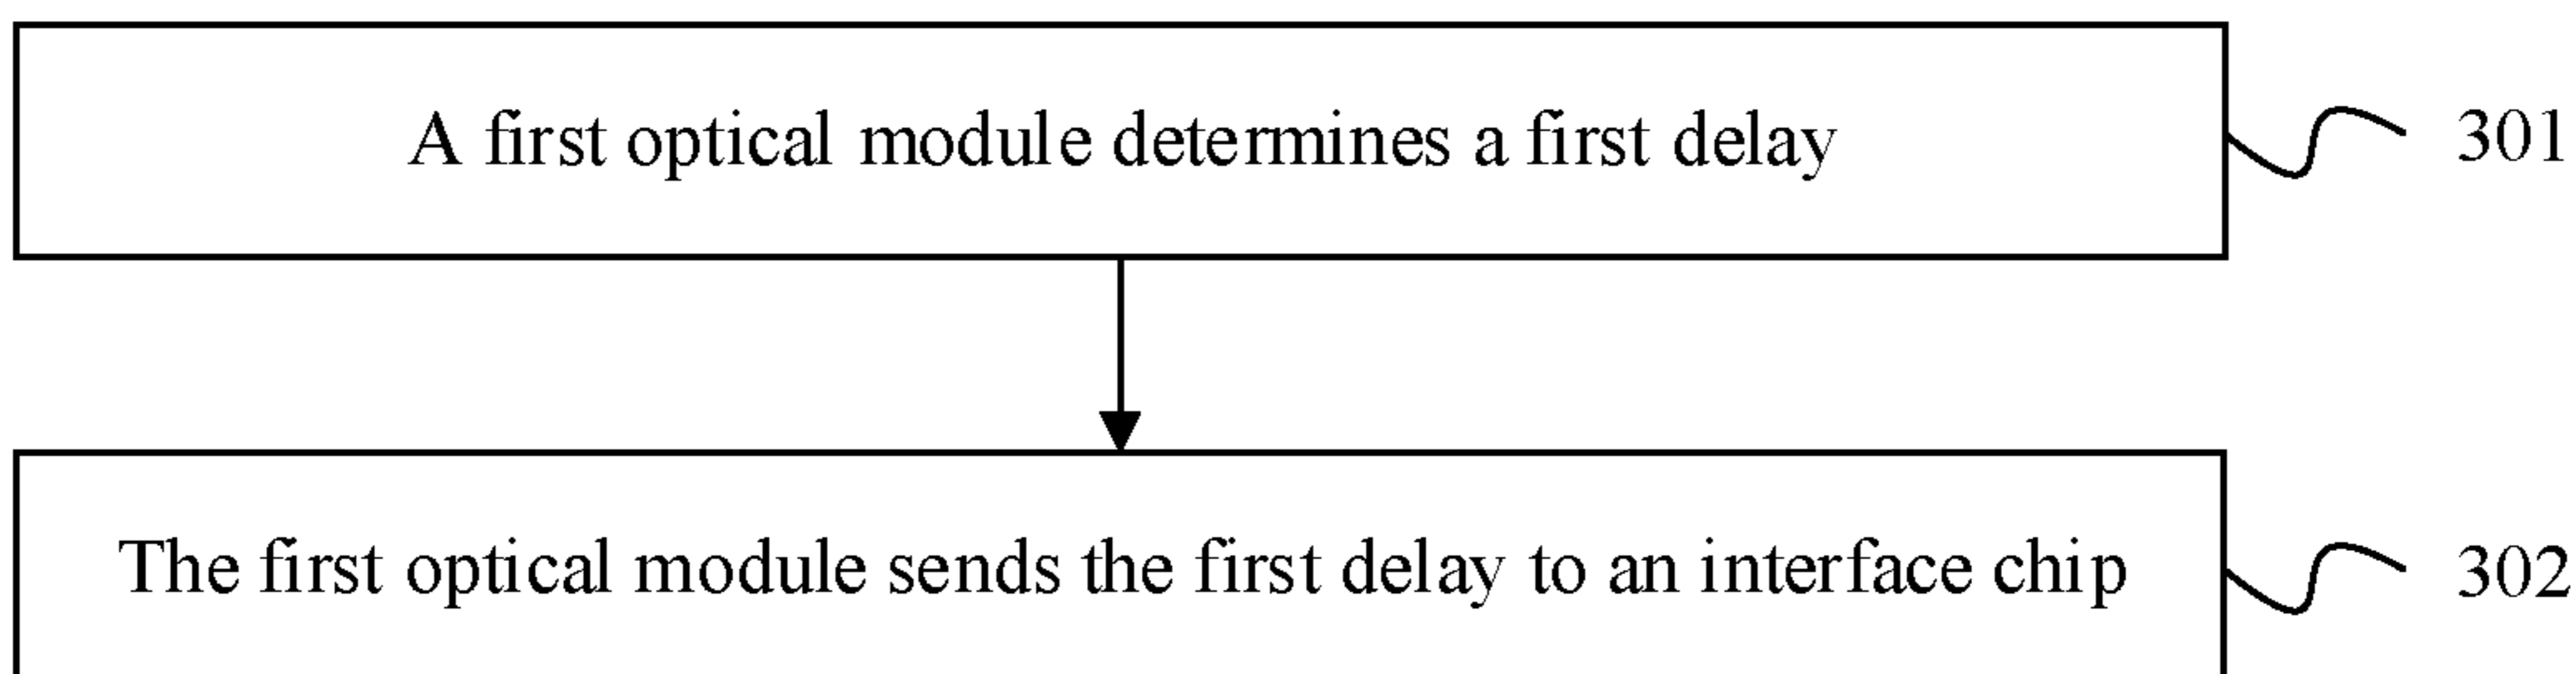 A first optical module determines a first delay
301
The first optical module sends the first delay to an interface chip
302